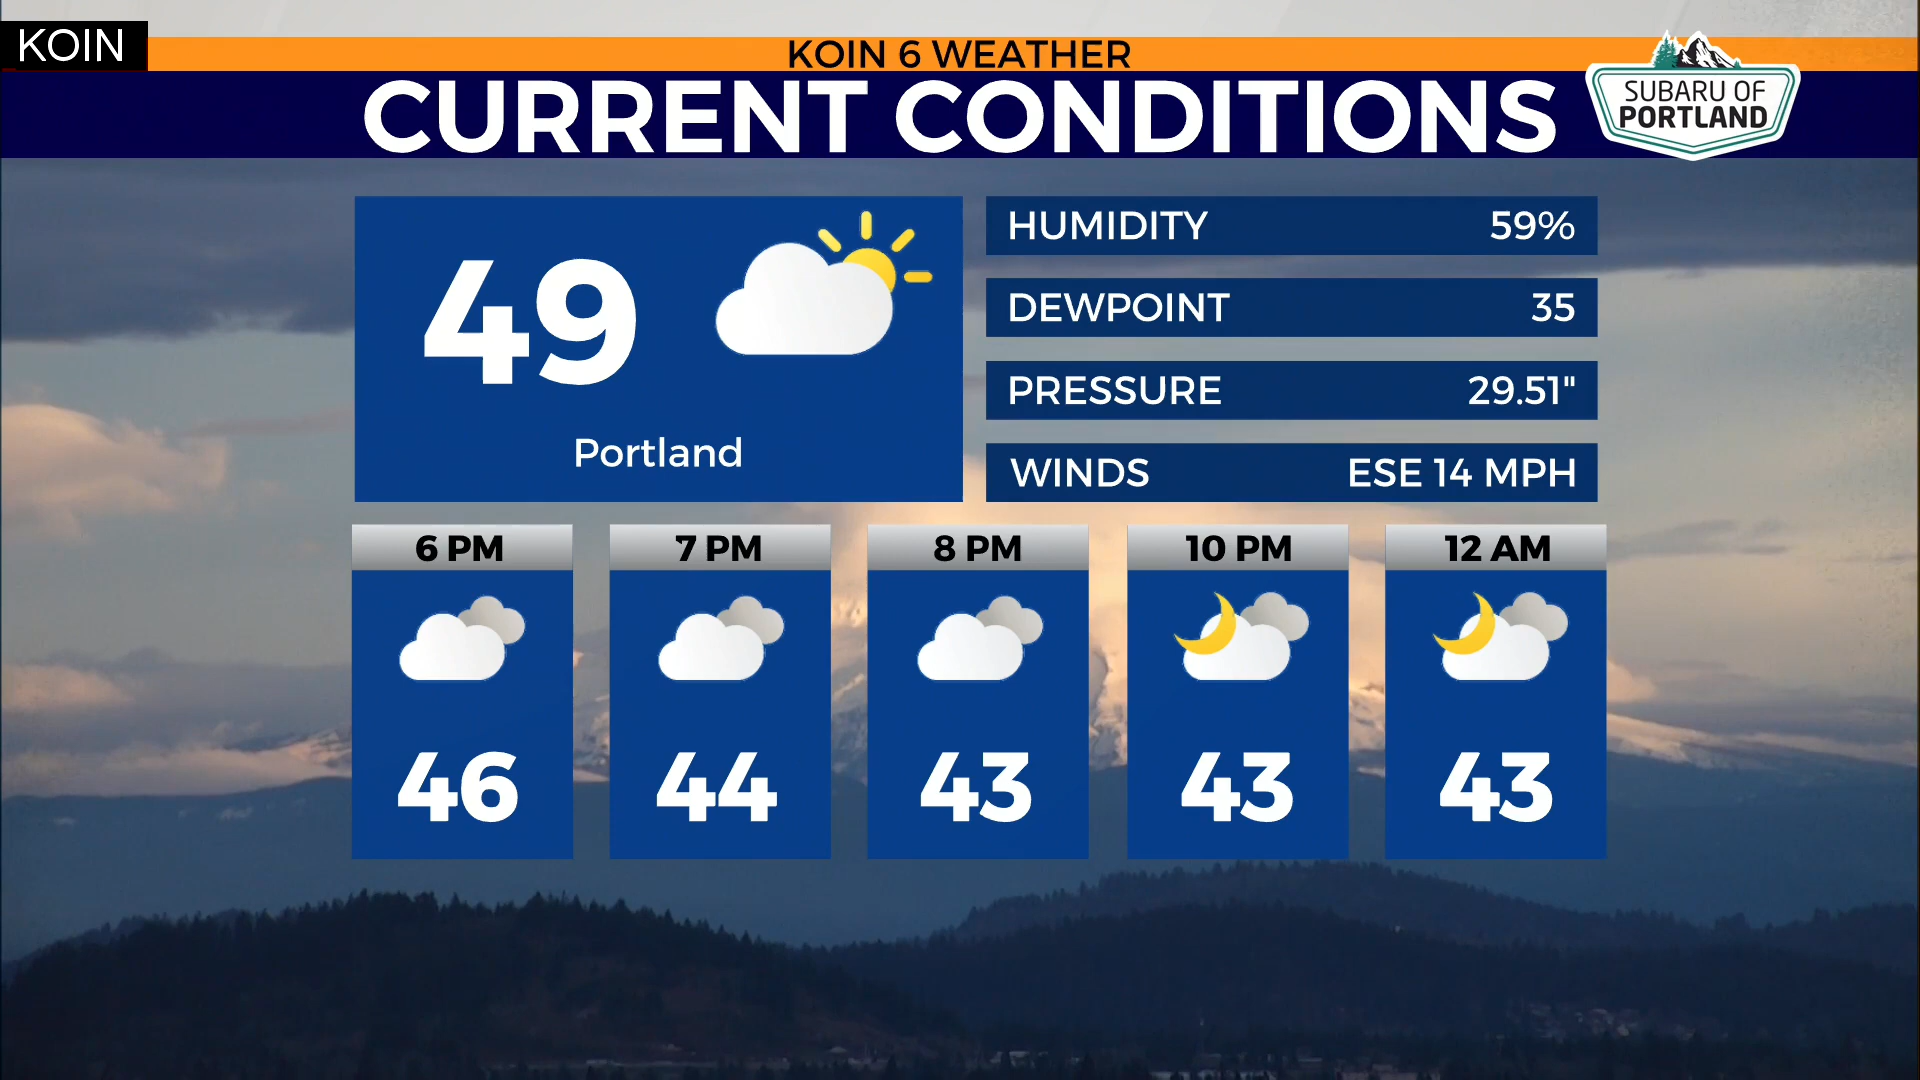 KOIN
KOIN 6 WEATHER
CURRENT CONDITIONS
SUBARU OF
PORTLAND
49
Portland
HUMIDITY 59%
DEWPOINT 35
PRESSURE 29.51"
WINDS ESE 14 MPH
6 PM 7 PM 8 PM 10 PM 12 AM
46 44 43 43 43